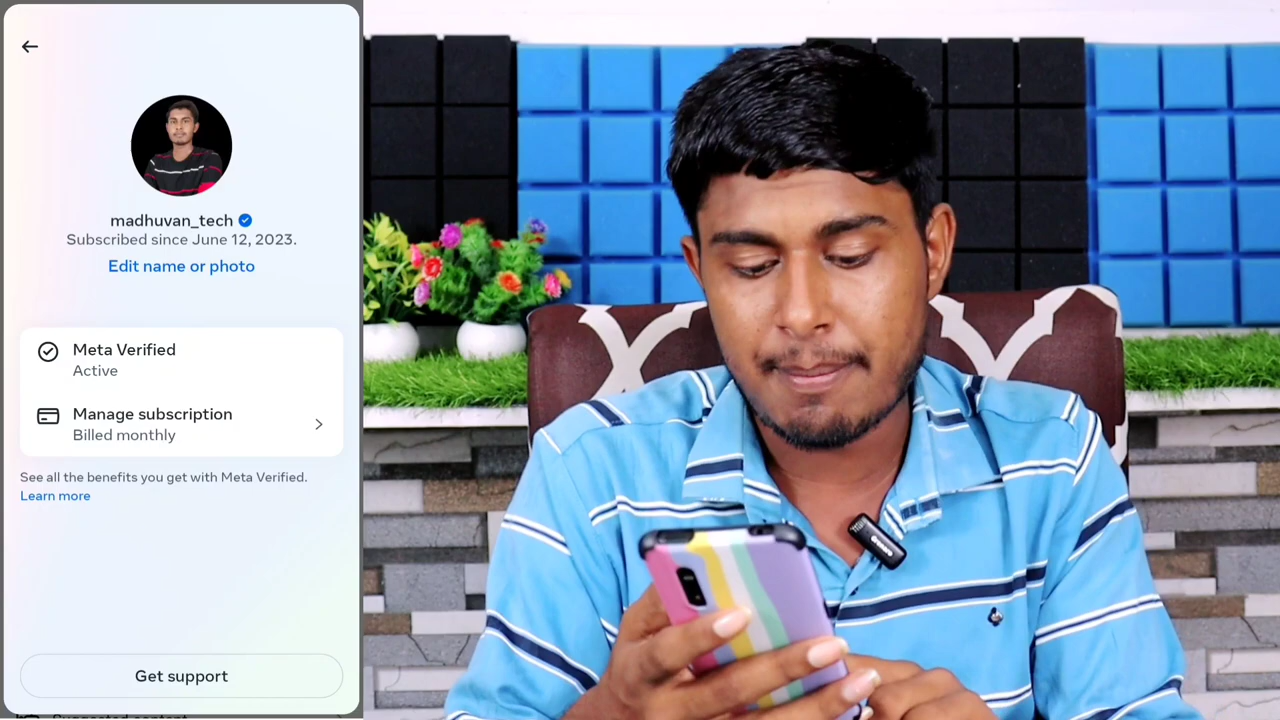 madhuvan_tech
Subscribed since June 12, 2023.
Edit name or photo
Meta Verified
Active
Manage subscription
Billed monthly
See all the benefits you get with Meta Verified.
Learn more
Get support